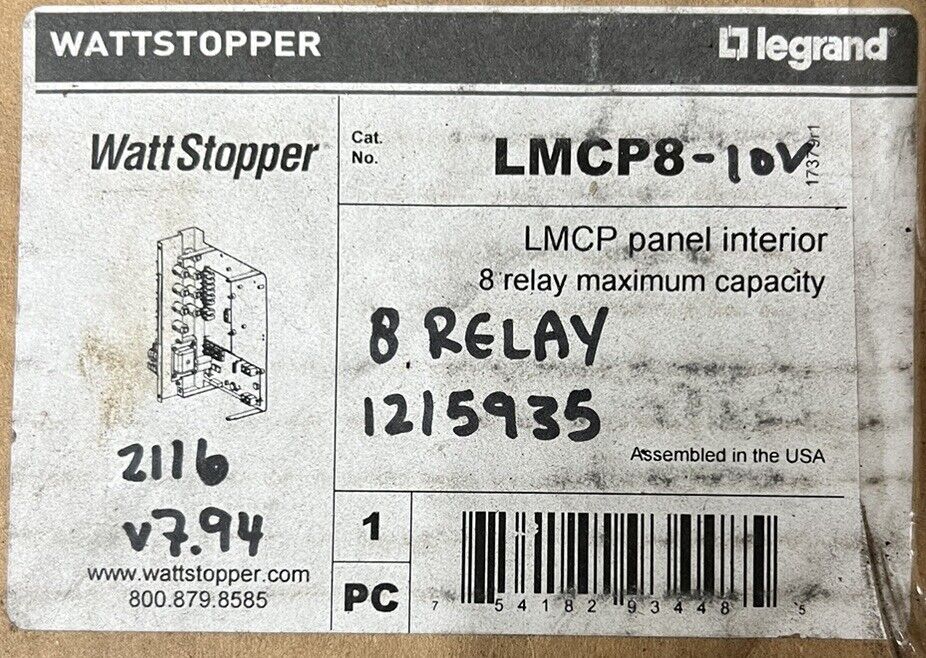 WATTSTOPPER
legrand®
WattStopper
Cat.
No.
LMCP8-10V
17379r1
LMCP panel interior
8 relay maximum capacity
8 RELAY
1215935
Assembled in the USA
2116
v7.94
www.wattstopper.com
800.879.8585
1
PC
7 54182 93448 5